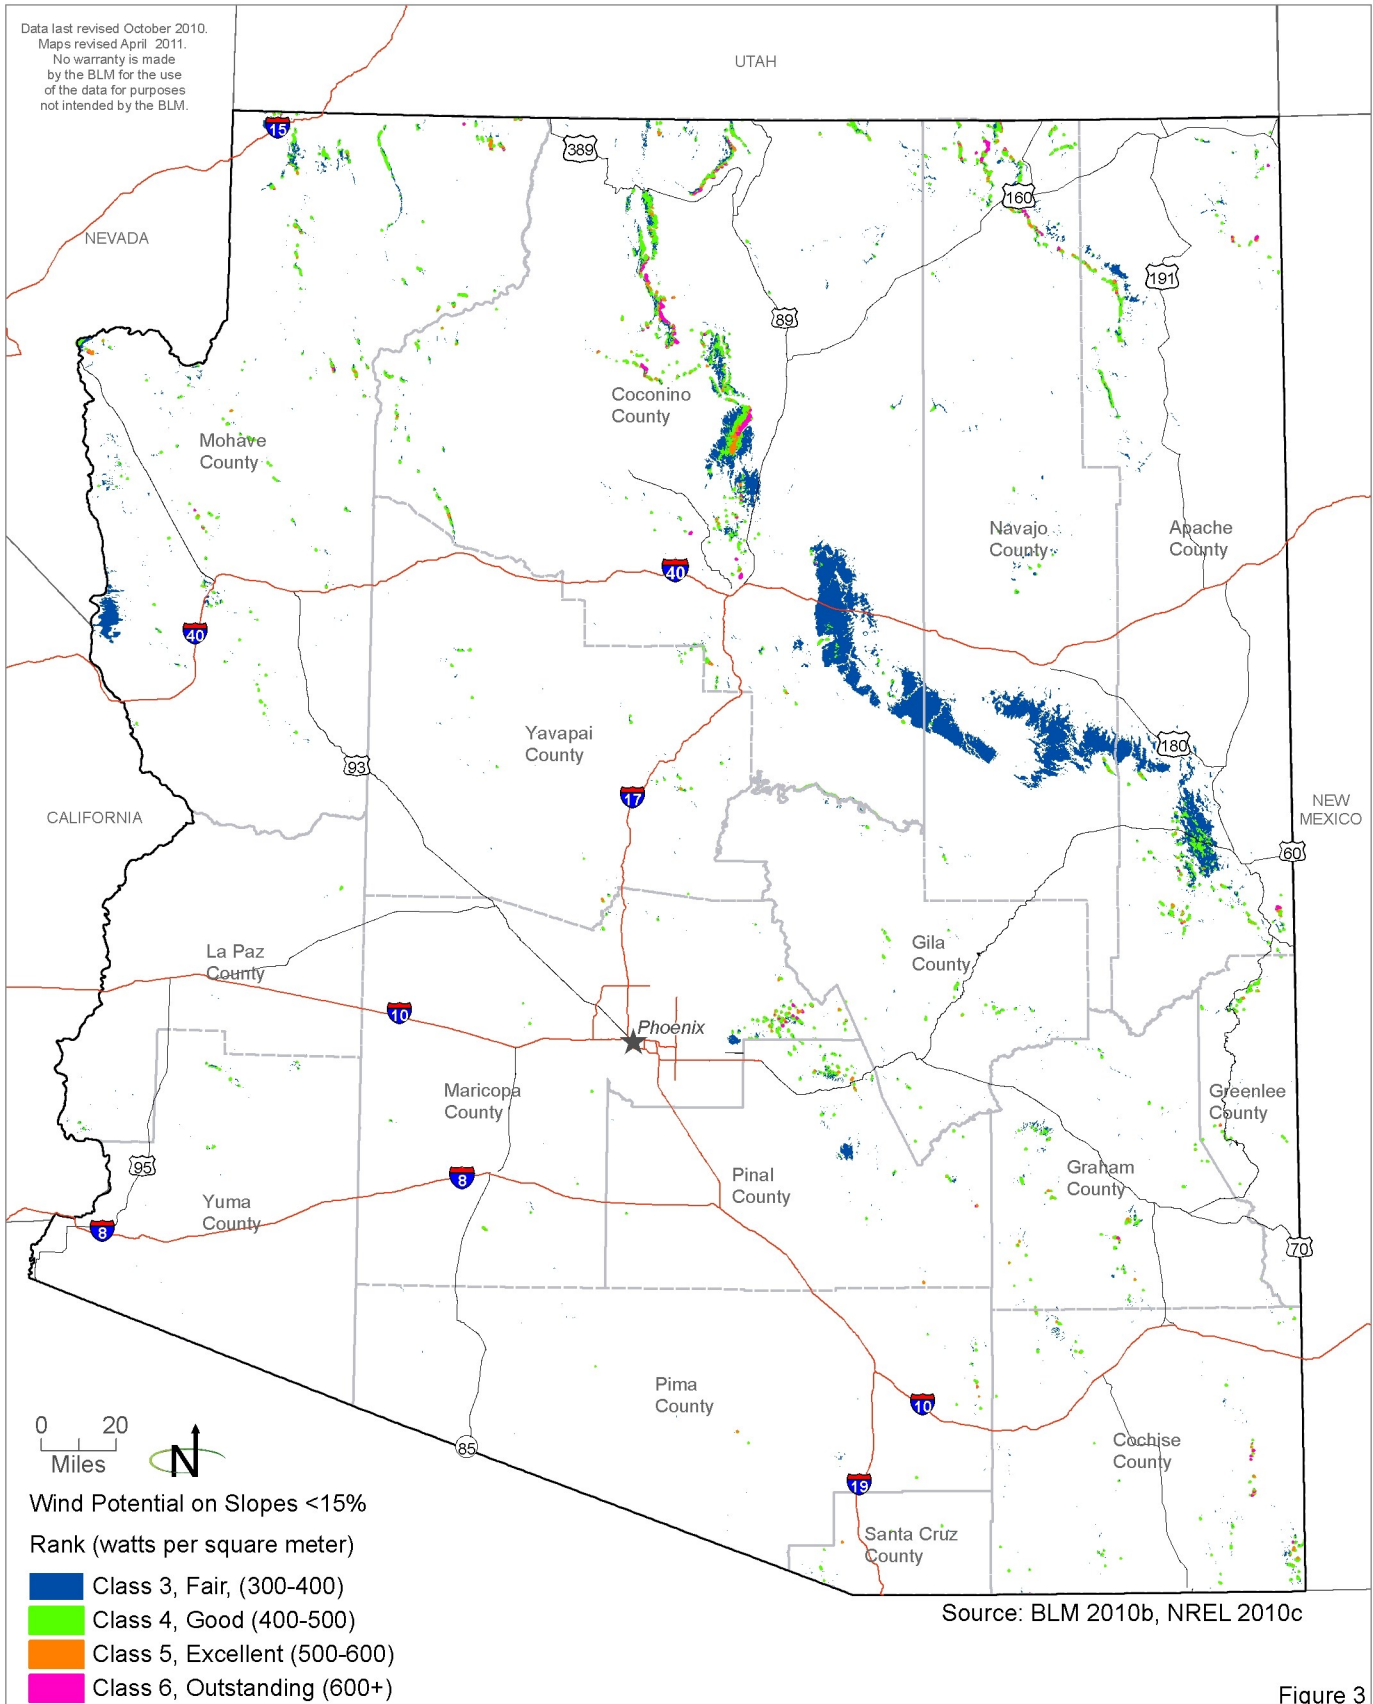 Data last revised October 2010.
Maps revised April 2011.
No warranty is made
by the BLM for the use
of the data for purposes
not intended by the BLM.
UTAH
15
389
160
NEVADA
191
89
Coconino
County
Mohave
County
Navajo
County
Apache
County
40
40
Yavapai
County
93
180
17
CALIFORNIA
NEW
MEXICO
60
La Paz
County
Gila
County
10
Phoenix
Maricopa
County
Greenlee
County
95
8
Pinal
County
Graham
County
Yuma
County
8
70
Pima
County
10
0 20
Miles
N
85
Cochise
County
19
Wind Potential on Slopes <15%
Santa Cruz
County
Rank (watts per square meter)
Class 3, Fair, (300-400)
Class 4, Good (400-500)
Class 5, Excellent (500-600)
Class 6, Outstanding (600+)
Source: BLM 2010b, NREL 2010c
Figure 3